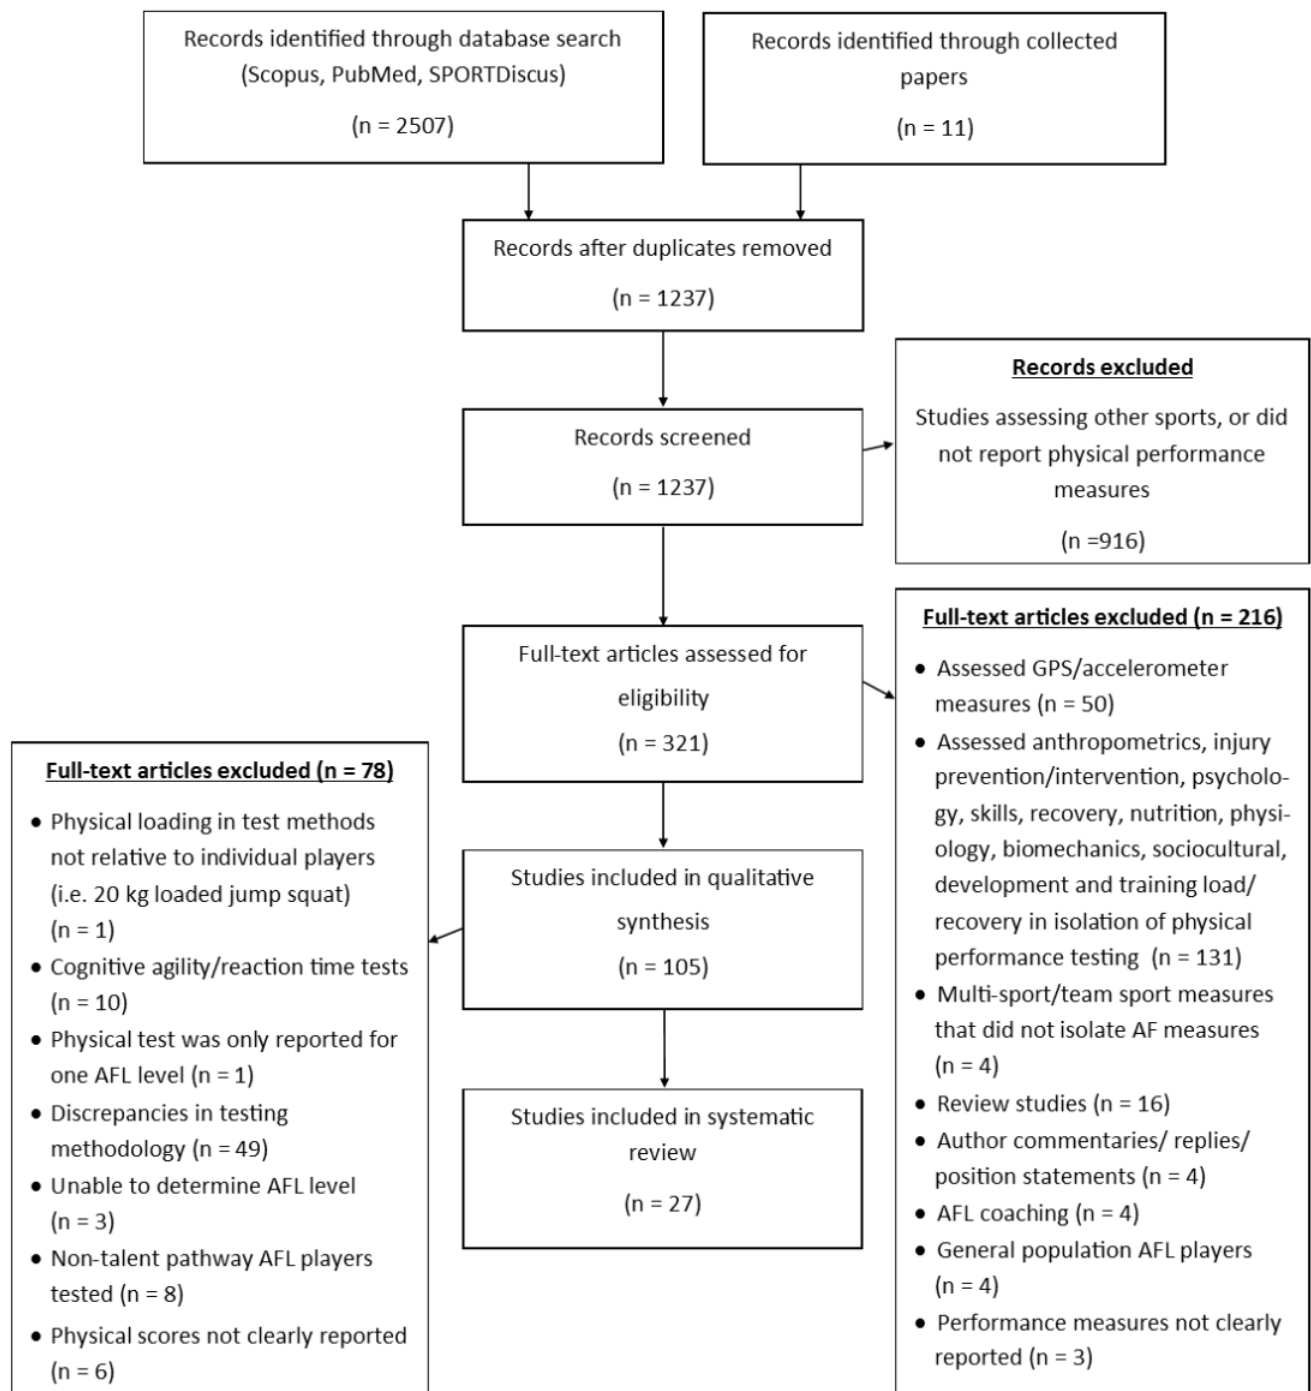 Records identified through database search
(Scopus, PubMed, SPORTDiscus)
(n = 2507)
Records identified through collected
papers
(n = 11)
Records after duplicates removed
(n = 1237)
Records screened
(n = 1237)
Records excluded
Studies assessing other sports, or did
not report physical performance
measures
(n =916)
Full-text articles assessed for
eligibility
(n = 321)
Full-text articles excluded (n = 216)
• Assessed GPS/accelerometer
measures (n = 50)
• Assessed anthropometrics, injury
prevention/intervention, psycholo-
gy, skills, recovery, nutrition, physi-
ology, biomechanics, sociocultural,
development and training load/
recovery in isolation of physical
performance testing (n = 131)
• Multi-sport/team sport measures
that did not isolate AF measures
(n = 4)
• Review studies (n = 16)
• Author commentaries/ replies/
position statements (n = 4)
• AFL coaching (n = 4)
• General population AFL players
(n = 4)
• Performance measures not clearly
reported (n = 3)
Studies included in qualitative
synthesis
(n = 105)
Full-text articles excluded (n = 78)
• Physical loading in test methods
not relative to individual players
(i.e. 20 kg loaded jump squat)
(n = 1)
• Cognitive agility/reaction time tests
(n = 10)
• Physical test was only reported for
one AFL level (n = 1)
• Discrepancies in testing
methodology (n = 49)
• Unable to determine AFL level
(n = 3)
• Non-talent pathway AFL players
tested (n = 8)
• Physical scores not clearly reported
(n = 6)
Studies included in systematic
review
(n = 27)